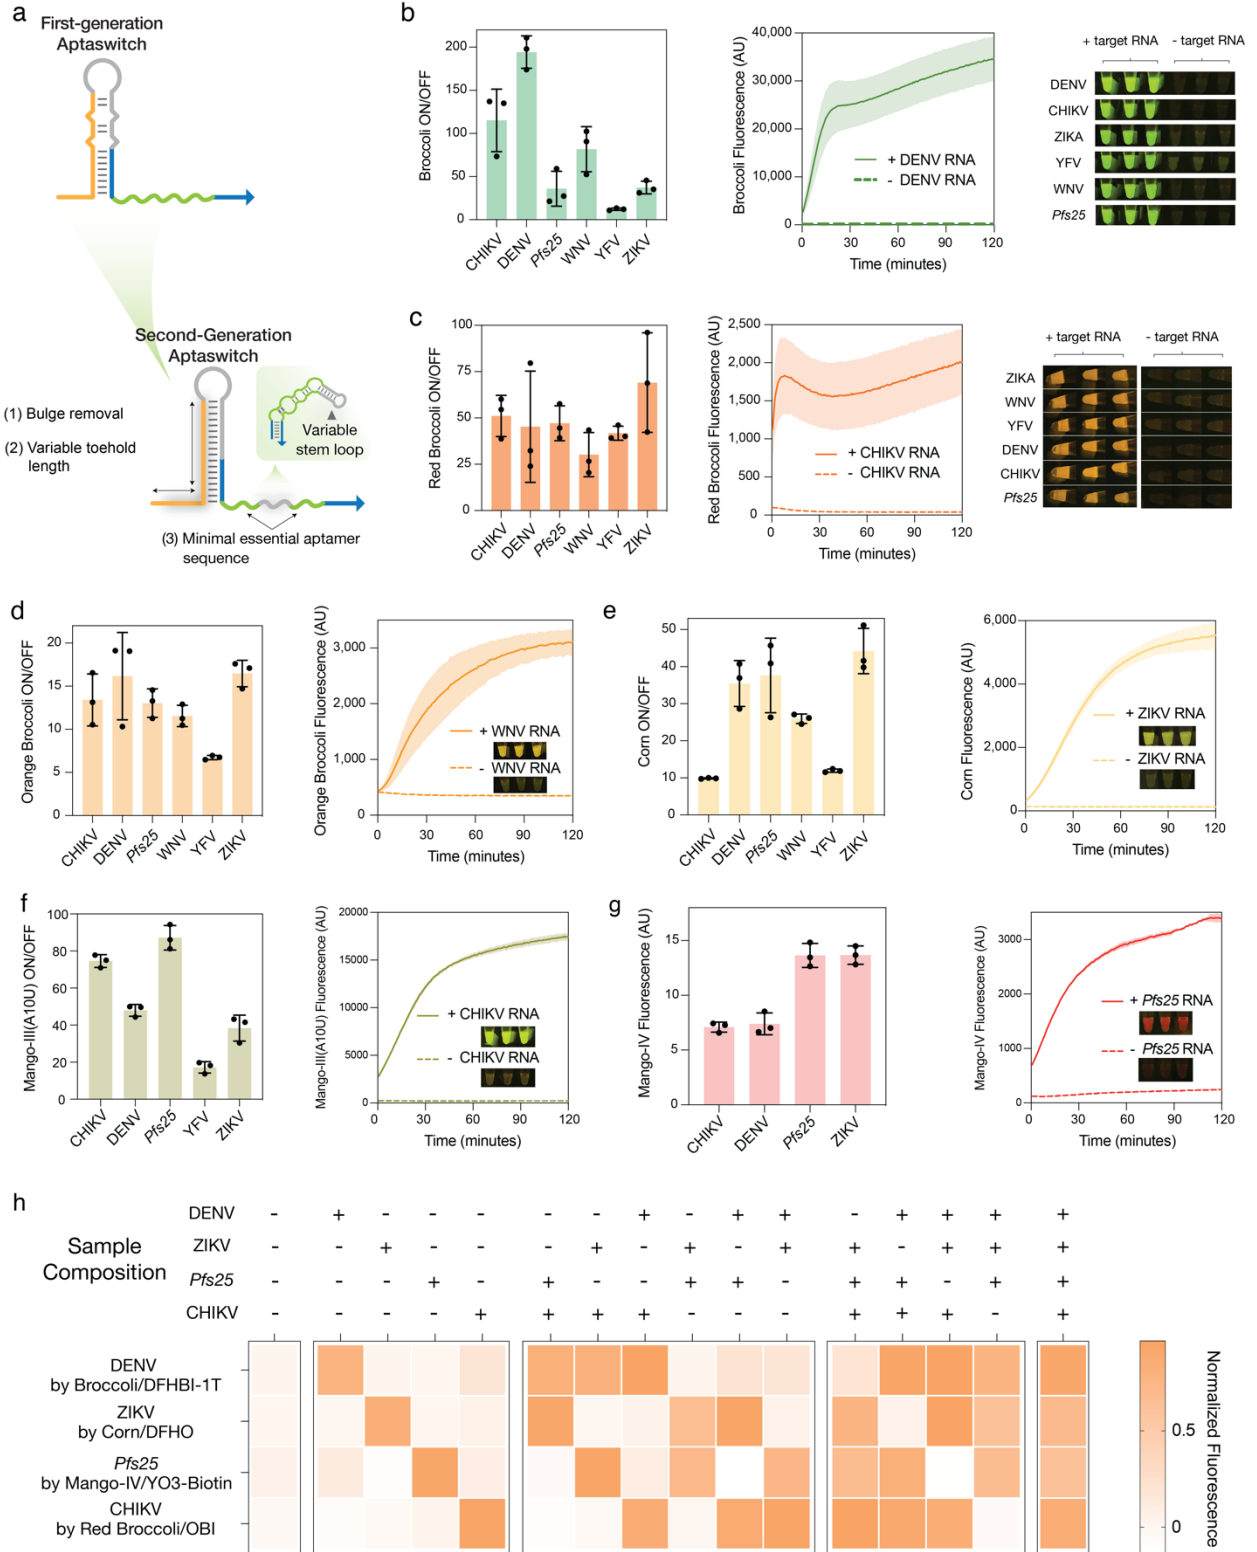 a
First-generation
Aptaswitch
Second-Generation
Aptaswitch
(1) Bulge removal
(2) Variable toehold
length
Variable
stem loop
(3) Minimal essential aptamer
sequence
b
Broccoli ON/OFF
200
150
100
50
0
CHIKV
DENV
Pfs25
WNV
YFV
ZIKV
Broccoli Fluorescence (AU)
40,000
30,000
20,000
10,000
0
+ DENV RNA
- DENV RNA
0 30 60 90 120
Time (minutes)
+ target RNA - target RNA
DENV
CHIKV
ZIKA
YFV
WNV
Pfs25
c
Red Broccoli ON/OFF
100
75
50
25
0
CHIKV
DENV
Pfs25
WNV
YFV
ZIKV
Red Broccoli Fluorescence (AU)
2,500
2,000
1,500
1,000
500
0
+ CHIKV RNA
- CHIKV RNA
0 30 60 90 120
Time (minutes)
+ target RNA - target RNA
ZIKA
WNV
YFV
DENV
CHIKV
Pfs25
d
Orange Broccoli ON/OFF
20
15
10
5
0
CHIKV
DENV
Pfs25
WNV
YFV
ZIKV
Orange Broccoli Fluorescence (AU)
3,000
2,000
1,000
0
+ WNV RNA
- WNV RNA
0 30 60 90 120
Time (minutes)
e
Corn ON/OFF
50
40
30
20
10
0
CHIKV
DENV
Pfs25
WNV
YFV
ZIKV
Corn Fluorescence (AU)
6,000
4,000
2,000
0
+ ZIKV RNA
- ZIKV RNA
0 30 60 90 120
Time (minutes)
f
Mango-III(A10U) ON/OFF
100
80
60
40
20
0
CHIKV
DENV
Pfs25
YFV
ZIKV
Mango-III(A10U) Fluorescence (AU)
20000
15000
10000
5000
0
+ CHIKV RNA
- CHIKV RNA
0 30 60 90 120
Time (minutes)
g
Mango-IV Fluorescence (AU)
15
10
5
0
CHIKV
DENV
Pfs25
ZIKV
Mango-IV Fluorescence (AU)
3000
2000
1000
0
+ Pfs25 RNA
- Pfs25 RNA
0 30 60 90 120
Time (minutes)
h
Sample
Composition
DENV - + - - - - - + - + + - + + + +
ZIKV - - + - - - + - + - + + - + + +
Pfs25 - - - + - + - - + + - + + - + +
CHIKV - - - - + + + + - - - + + + - +
DENV
by Broccoli/DFHBI-1T
ZIKV
by Corn/DFHO
Pfs25
by Mango-IV/YO3-Biotin
CHIKV
by Red Broccoli/OBI
0.5
0
Normalized Fluorescence